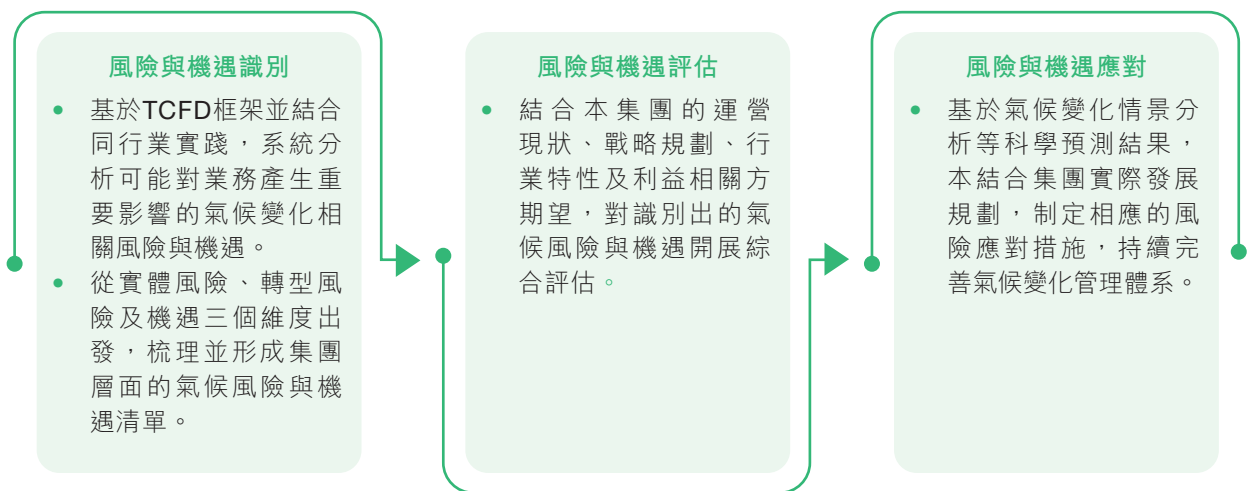 風險與機遇識別
• 基於TCFD框架並結合
同行業實踐，系統分
析可能對業務產生重
要影響的氣候變化相
關風險與機遇。
• 從實體風險、轉型風
險及機遇三個維度出
發，梳理並形成集團
層面的氣候風險與機
遇清單。
風險與機遇評估
• 結合本集團的運營
現狀、戰略規劃、行
業特性及利益相關方
期望，對識別出的氣
候風險與機遇開展綜
合評估。
風險與機遇應對
• 基於氣候變化情景分
析等科學預測結果，
本結合集團實際發展
規劃，制定相應的風
險應對措施，持續完
善氣候變化管理體系。